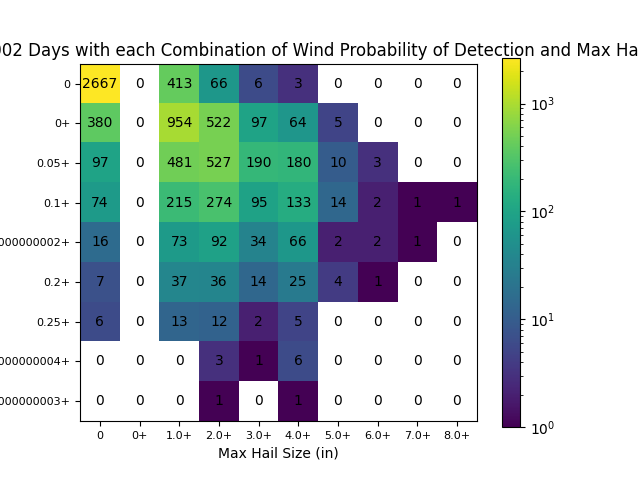 02 Days with each Combination of Wind Probability of Detection and Max Ha
0 2667 0 413 66 6 3 0 0 0 0
0+ 380 0 954 522 97 64 5 0 0 0
0.05+ 97 0 481 527 190 180 10 3 0 0
0.1+ 74 0 215 274 95 133 14 2 1 1
000000002+ 16 0 73 92 34 66 2 2 1 0
0.2+ 7 0 37 36 14 25 4 1 0 0
0.25+ 6 0 13 12 2 5 0 0 0 0
000000004+ 0 0 0 3 1 6 0 0 0 0
000000003+ 0 0 0 1 0 1 0 0 0 0
0 0+ 1.0+ 2.0+ 3.0+ 4.0+ 5.0+ 6.0+ 7.0+ 8.0+
Max Hail Size (in)
10³
10²
10¹
10⁰